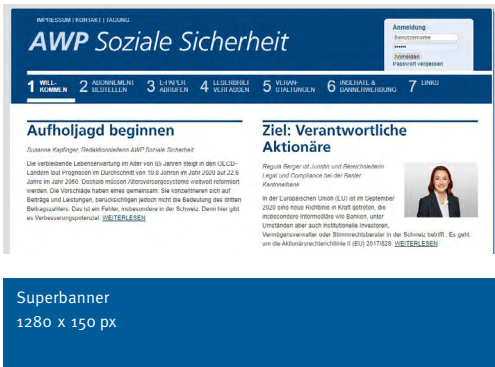 IMPRESSUM | KONTAKT | TAGUNG
AWP Soziale Sicherheit
Anmeldung
Benutzername
••••••
Anmelden
Passwort vergessen
1 WILL-
KOMMEN
2 ABONNEMENT
BESTELLEN
3 E-PAPER
ABRUFEN
4 LESERBRIEF
VERFASSEN
5 VERAN-
STALTUNGEN
6 INSERATE &
BANNERWERBUNG
7 LINKS
Aufholjagd beginnen
Susanne Kapfinger, Redaktionsleiterin AWP Soziale Sicherheit
Die verbleibende Lebenserwartung im Alter von 65 Jahren steigt in den OECD-
Ländern laut Prognosen im Durchschnitt von 19,8 Jahren im Jahr 2020 auf 22,6
Jahre im Jahr 2050. Deshalb müssen Altersvorsorgesysteme weltweit reformiert
werden. Die Vorschläge haben eines gemeinsam: Sie konzentrieren sich auf
Beiträge und Leistungen, berücksichtigen jedoch nicht die Bedeutung des dritten
Beitragszahlers. Das ist ein Fehler, insbesondere in der Schweiz. Denn hier gibt
es Verbesserungspotenzial. WEITERLESEN
Ziel: Verantwortliche
Aktionäre
Regula Berger ist Juristin und Bereichsleiterin
Legal und Compliance bei der Basler
Kantonalbank
In der Europäischen Union (EU) ist im September
2020 eine neue Richtlinie in Kraft getreten, die
insbesondere Intermediäre wie Banken, unter
Umständen aber auch institutionelle Investoren,
Vermögensverwalter oder Stimmrechtsberater in der Schweiz betrifft.: Es geht
um die Aktionärsrechterichtlinie II (EU) 2017/828. WEITERLESEN
Superbanner
1280 x 150 px